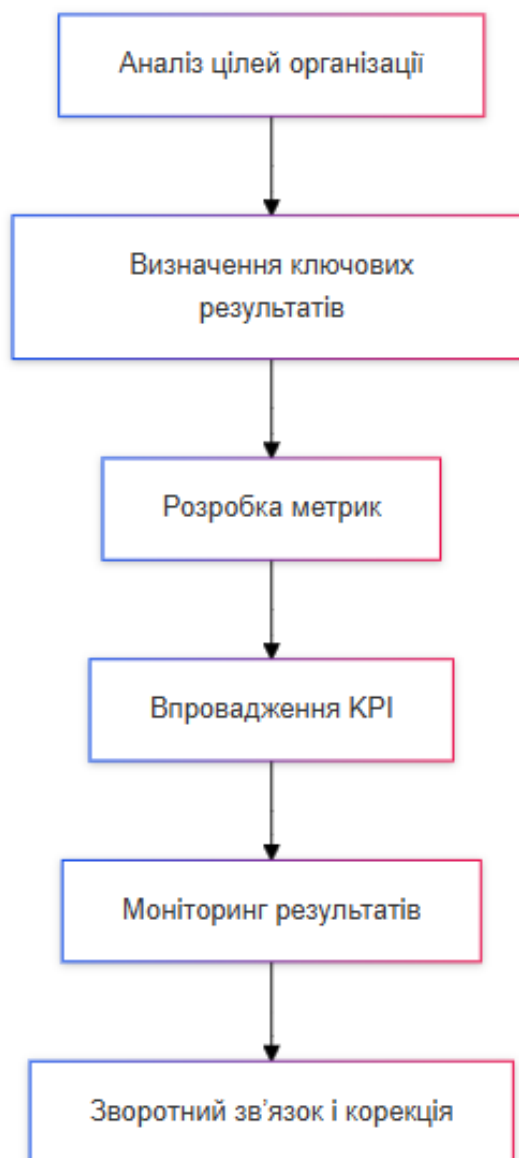 Аналіз цілей організації
Визначення ключових
результатів
Розробка метрик
Впровадження KPI
Моніторинг результатів
Зворотний зв’язок і корекція